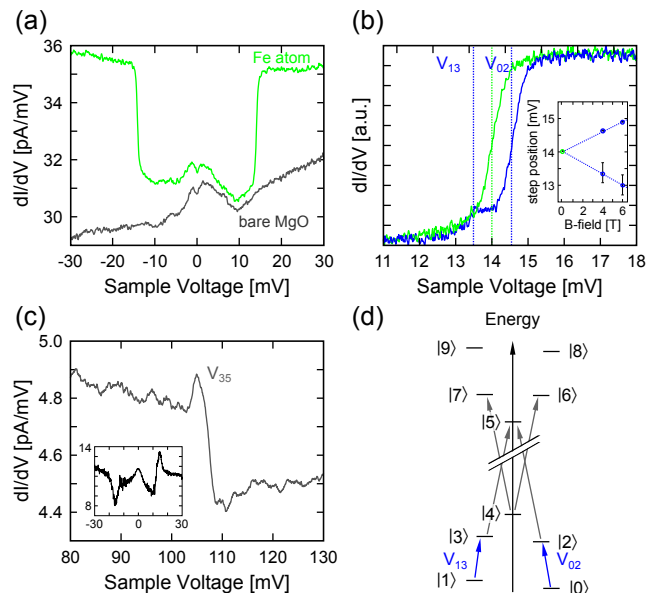 (a)
36
35
34
33
32
31
30
29
dI/dV [pA/mV]
Fe atom
bare MgO
-30 -20 -10 0 10 20 30
Sample Voltage [mV]
(b)
V13 V02
dI/dV [a.u.]
11 12 13 14 15 16 17 18
Sample Voltage [mV]
step position [mV]
15
14
13
0 2 4 6
B-field [T]
(c)
5.0
4.8
4.6
4.4
dI/dV [pA/mV]
V35
80 90 100 110 120 130
Sample Voltage [mV]
14
8
-30 0 30
(d)
Energy
|9⟩ |8⟩
|7⟩ |6⟩
|5⟩
|4⟩
|3⟩ |2⟩
V13 V02
|1⟩ |0⟩